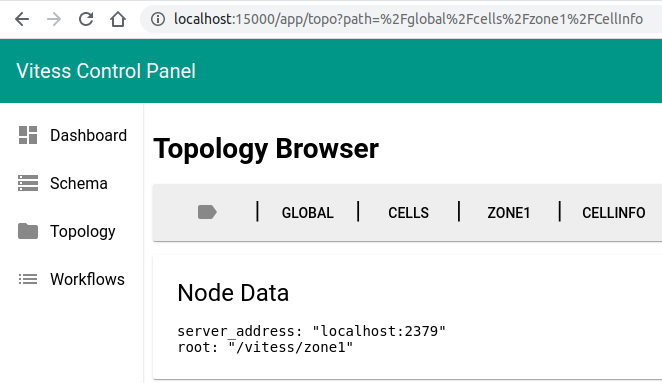 localhost:15000/app/topo?path=%2Fglobal%2Fcells%2Fzone1%2FCellInfo
Vitess Control Panel
Dashboard
Schema
Topology
Workflows
Topology Browser
GLOBAL | CELLS | ZONE1 | CELLINFO
Node Data
server_address: "localhost:2379"
root: "/vitess/zone1"